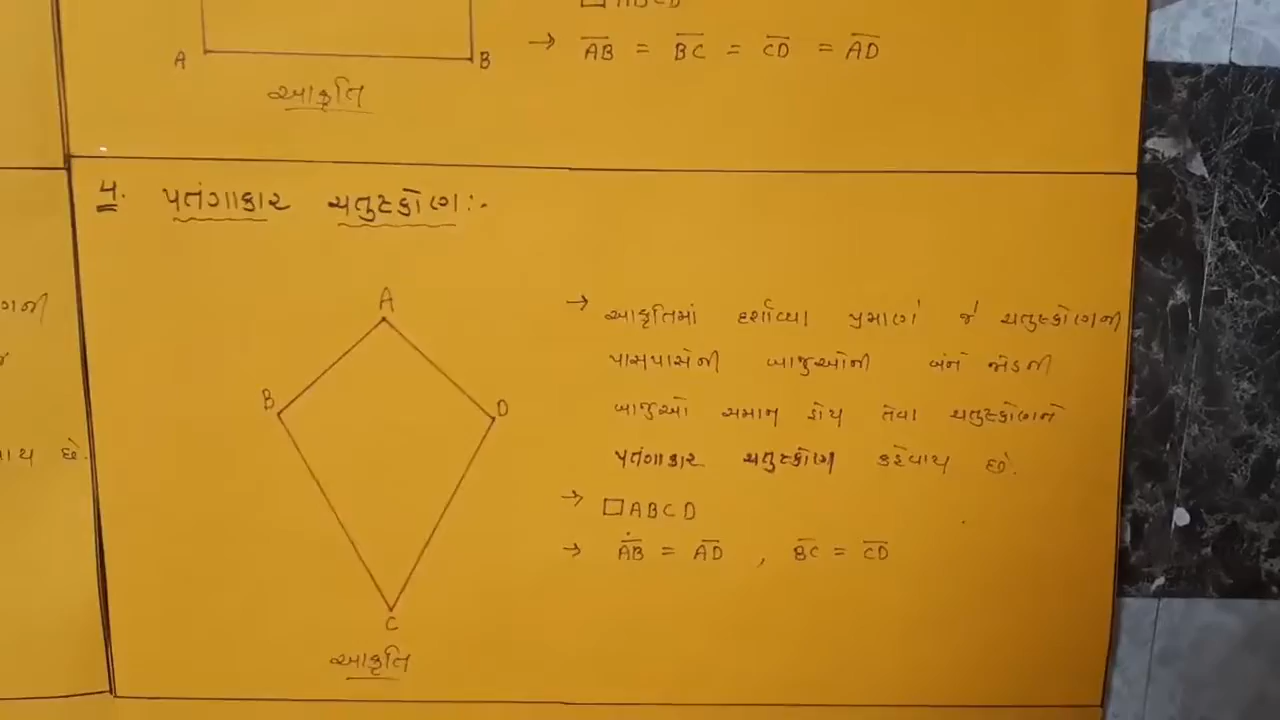 □ABCD
A B → AB = BC = CD = AD
આકૃતિ
૫. પતંગાકાર ચતુષ્કોણ:-
A
→ આકૃતિમાં દર્શાવ્યા પ્રમાણે જે ચતુષ્કોણની
પાસપાસેની બાજુઓની બંને જોડની
B D
બાજુઓ સમાન હોય તેવા ચતુષ્કોણને
પતંગાકાર ચતુષ્કોણ કહેવાય છે.
→ □ABCD
→ AB = AD , BC = CD
C
આકૃતિ
છે.